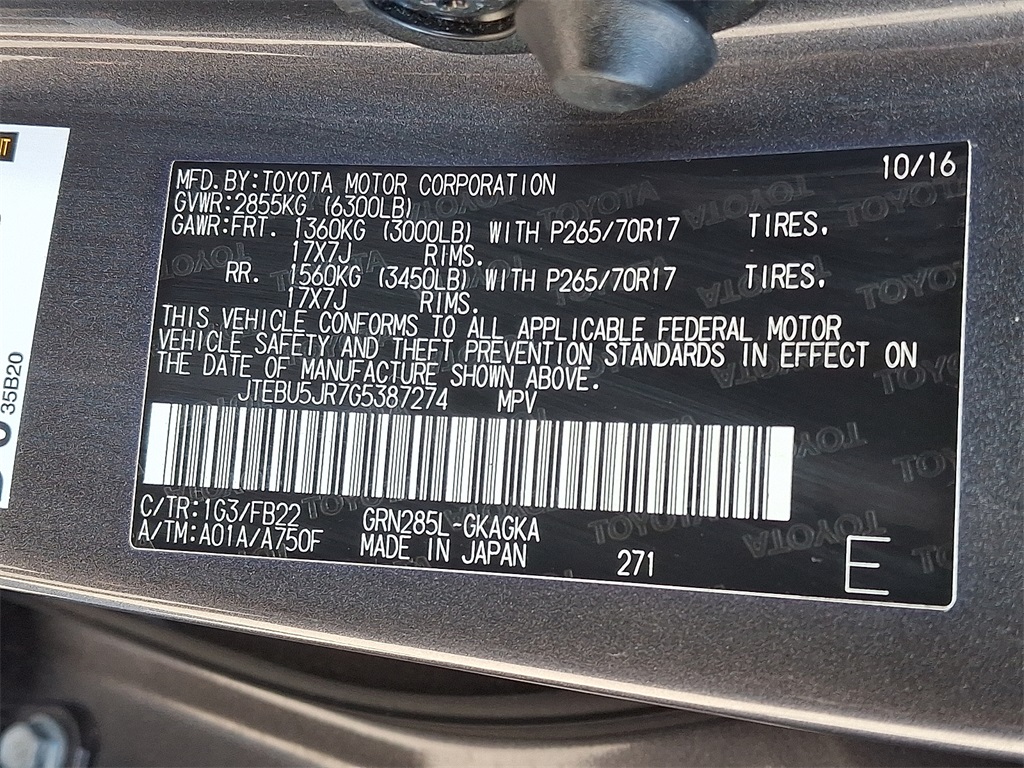 10/16
MFD. BY: TOYOTA MOTOR CORPORATION
GVWR: 2855KG (6300LB)
GAWR: FRT. 1360KG (3000LB) WITH P265/70R17 TIRES.
17X7J RIMS.
RR. 1560KG (3450LB) WITH P265/70R17 TIRES.
17X7J RIMS.
THIS VEHICLE CONFORMS TO ALL APPLICABLE FEDERAL MOTOR
VEHICLE SAFETY AND THEFT PREVENTION STANDARDS IN EFFECT ON
THE DATE OF MANUFACTURE SHOWN ABOVE.
JTEBU5JR7G5387274 MPV
C/TR: 1G3/FB22 GRN285L-GKAGKA
A/TM: A01A/A750F MADE IN JAPAN 271 E
35B20